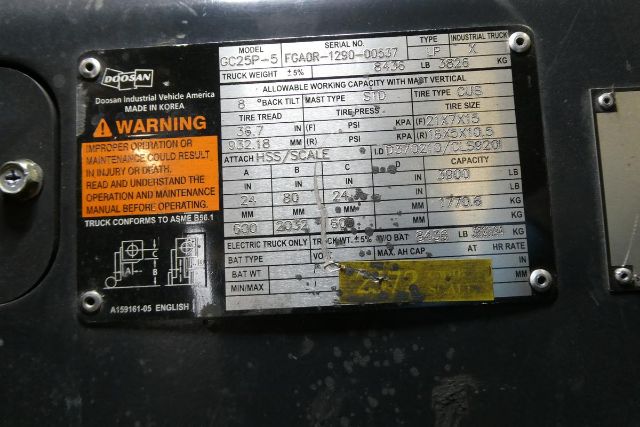 DOOSAN
Doosan Industrial Vehicle America
MADE IN KOREA
WARNING
IMPROPER OPERATION OR
MAINTENANCE COULD RESULT
IN INJURY OR DEATH.
READ AND UNDERSTAND THE
OPERATION AND MAINTENANCE
MANUAL BEFORE OPERATING.
TRUCK CONFORMS TO ASME B56.1
A B C
A159161-05 ENGLISH
MODEL SERIAL NO. TYPE INDUSTRIAL TRUCK
GC25P-5 FGA0R-1290-00537 LP X
TRUCK WEIGHT ±5% 8436 LB 3826 KG
ALLOWABLE WORKING CAPACITY WITH MAST VERTICAL
8 °BACK TILT MAST TYPE STD TIRE TYPE CUS
TIRE TREAD TIRE PRESS TIRE SIZE
36.7 IN (F) PSI KPA (F) 21X7X15
932.18 MM (R) PSI KPA (R) 16X5X10.5
ATTACH HSS/SCALE I.D D370210/CL59201
A B C D CAPACITY
IN IN IN IN 3900 LB
24 80 24
MM MM MM MM 1770.6 KG
600 2032 600 KG
ELECTRIC TRUCK ONLY TRUCK WT. ±5% W/O BAT 8436 LB KG
BAT TYPE MAX. AH CAP. AT HR RATE
BAT WT IN MM
MIN/MAX